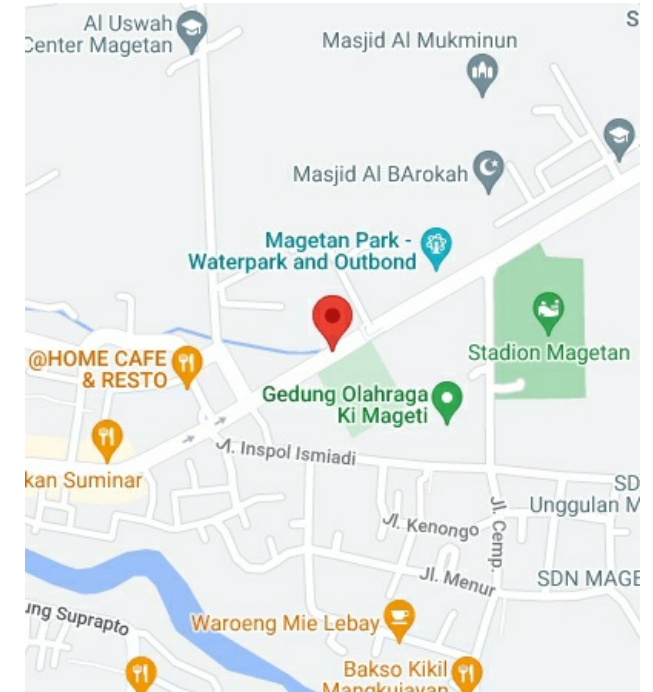 Al Uswah
Center Magetan
S
Masjid Al Mukminun
Masjid Al BArokah
Magetan Park -
Waterpark and Outbond
@HOME CAFE
& RESTO
Stadion Magetan
Gedung Olahraga
Ki Mageti
Jl. Inspol Ismiadi
kan Suminar
SD
Unggulan M
Jl. Cemp.
Jl. Kenongo
Jl. Menur
SDN MAGE
ung Suprapto
Waroeng Mie Lebay
Bakso Kikil
Mangkujayan